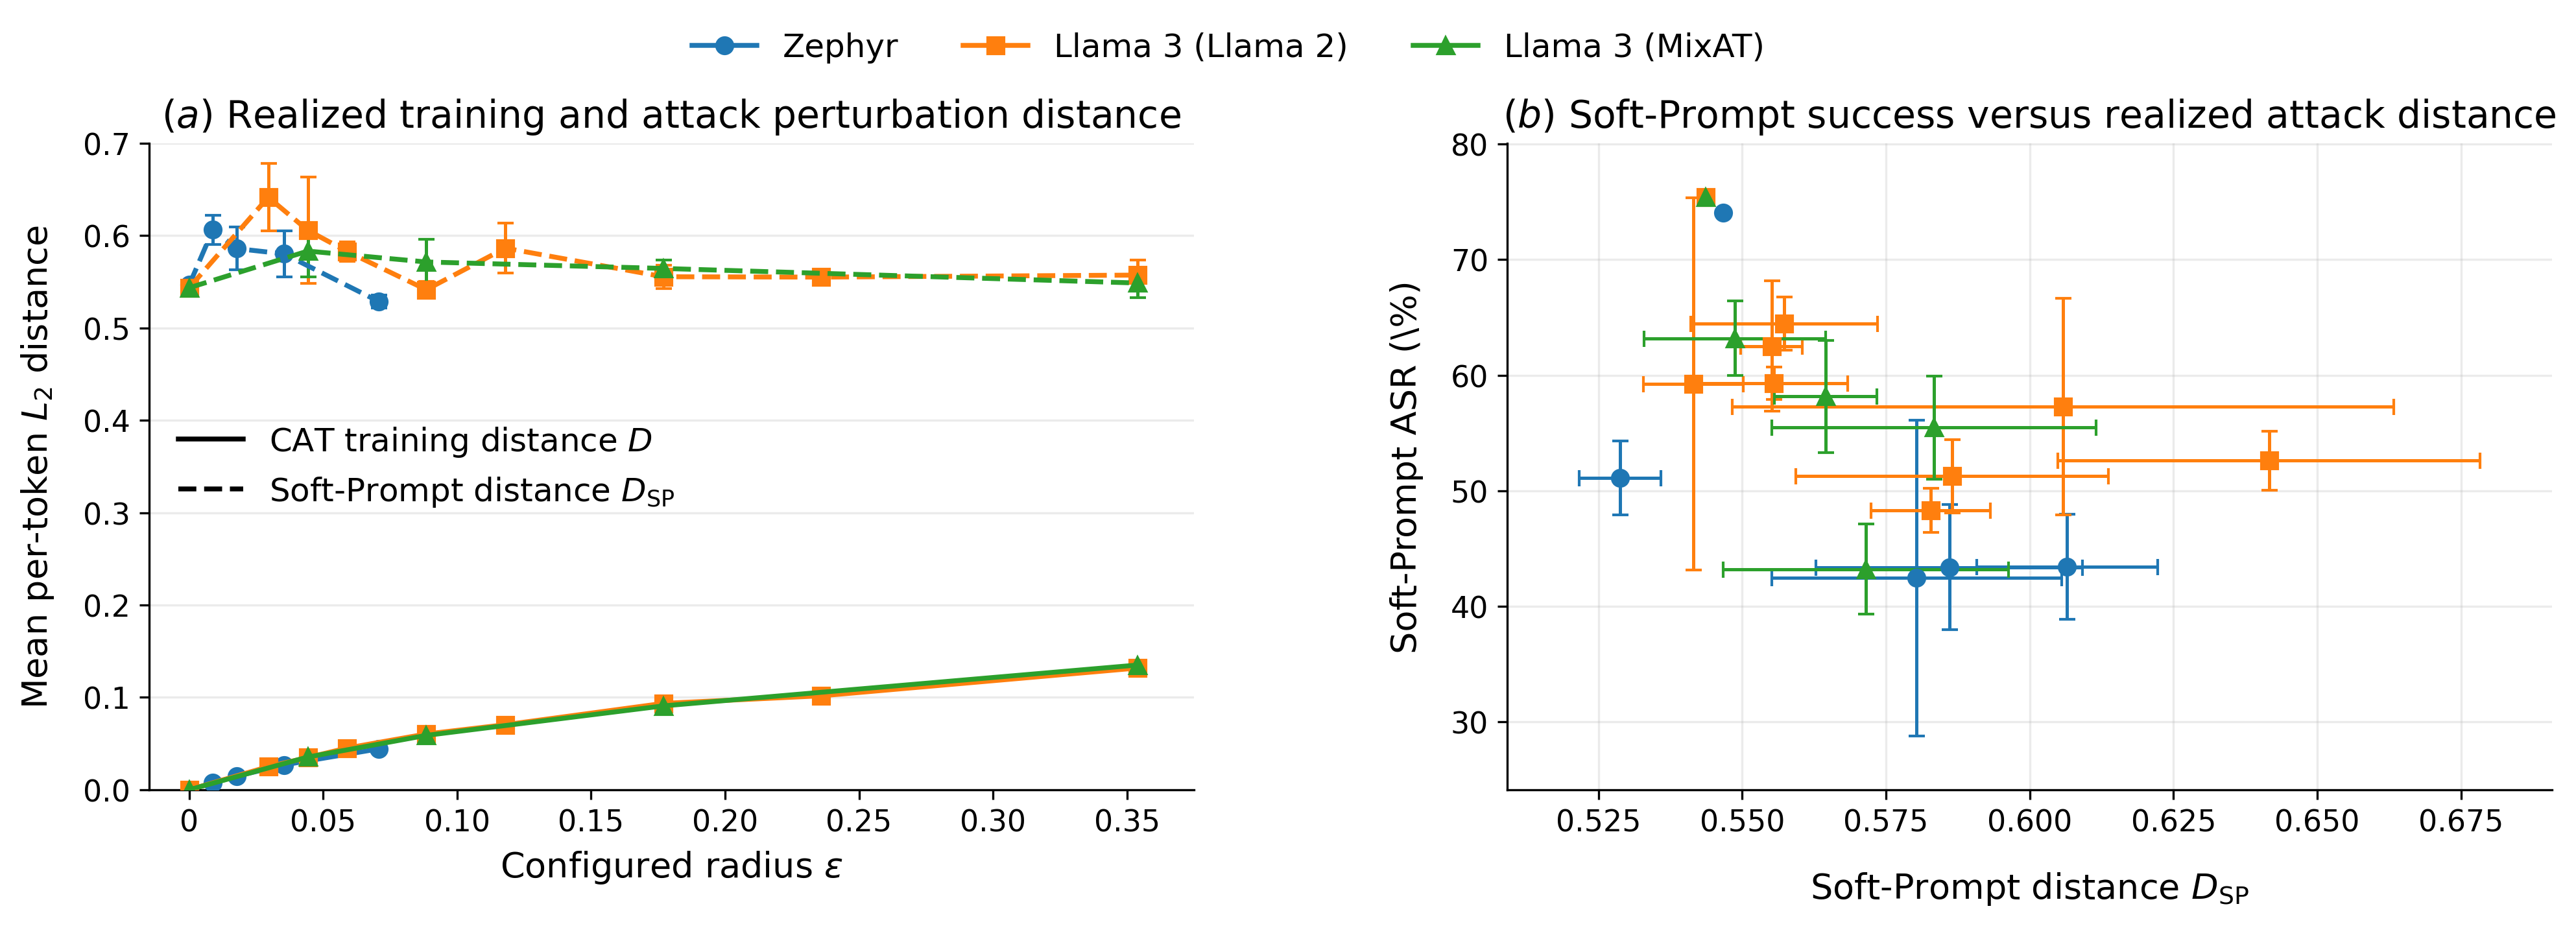 Zephyr
Llama 3 (Llama 2)
Llama 3 (MixAT)
(a) Realized training and attack perturbation distance
Mean per-token L₂ distance
0.7
0.6
0.5
0.4
0.3
0.2
0.1
0.0
CAT training distance D
Soft-Prompt distance D_SP
0
0.05
0.10
0.15
0.20
0.25
0.30
0.35
Configured radius ε
(b) Soft-Prompt success versus realized attack distance
Soft-Prompt ASR (\%)
80
70
60
50
40
30
0.525
0.550
0.575
0.600
0.625
0.650
0.675
Soft-Prompt distance D_SP